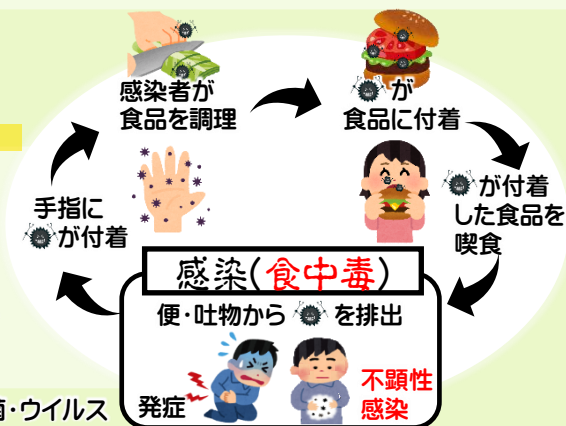 感染者が
食品を調理
が
食品に付着
手指に
が付着
が付着
した食品を
喫食
感染(食中毒)
便・吐物から を排出
発症
不顕性
感染
・ウイルス